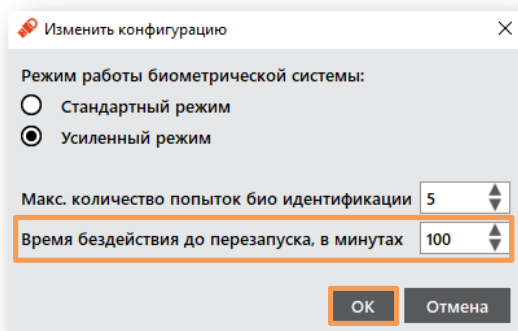 Изменить конфигурацию
Режим работы биометрической системы:
Стандартный режим
Усиленный режим
Макс. количество попыток био идентификации 5
Время бездействия до перезапуска, в минутах 100
ОК Отмена